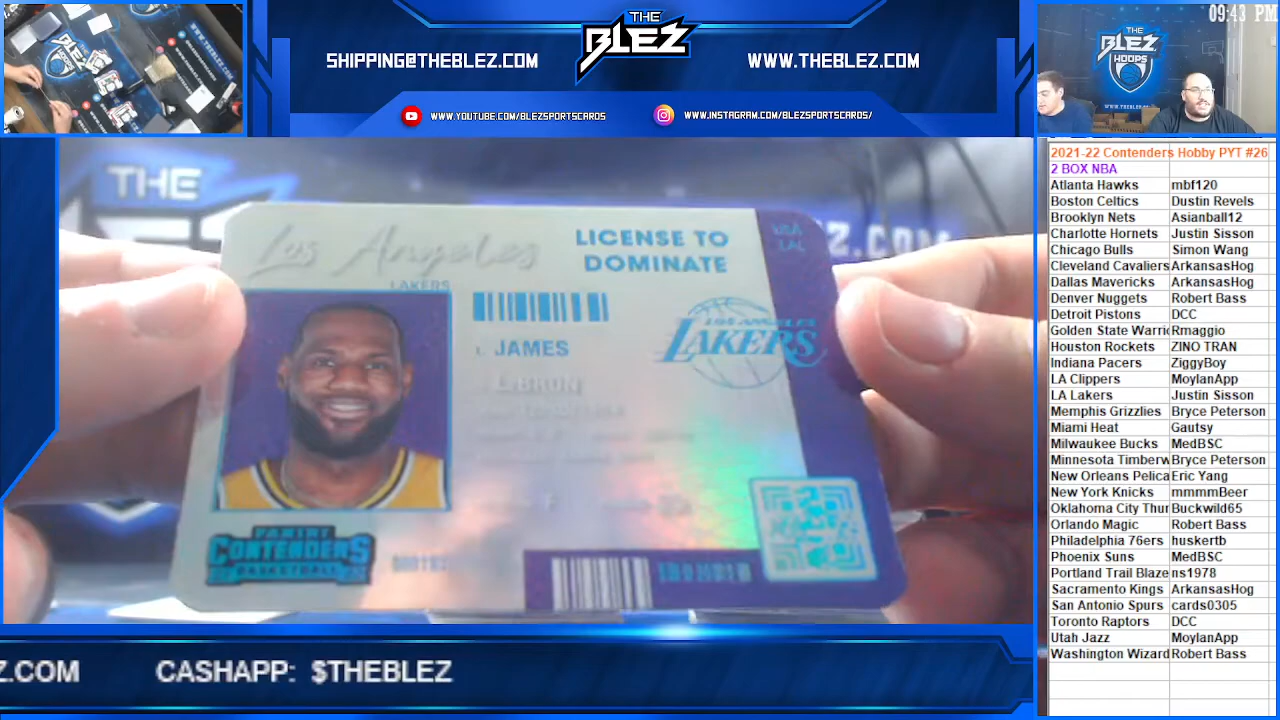 09:43 PM
THE
BLEZ
SHIPPING@THEBLEZ.COM
WWW.THEBLEZ.COM
WWW.YOUTUBE.COM/BLEZSPORTSCARDS
WWW.INSTAGRAM.COM/BLEZSPORTSCARDS/
THE
BLEZ
HOOPS
THE
Z.COM
Los Angeles
LAKERS
LICENSE TO
DOMINATE
USA
LAL
1. JAMES
LEBRON
LOS ANGELES
LAKERS
PANINI
CONTENDERS
BASKETBALL
2021-22 Contenders Hobby PYT #26
2 BOX NBA
Atlanta Hawks mbf120
Boston Celtics Dustin Revels
Brooklyn Nets Asianball12
Charlotte Hornets Justin Sisson
Chicago Bulls Simon Wang
Cleveland Cavaliers ArkansasHog
Dallas Mavericks ArkansasHog
Denver Nuggets Robert Bass
Detroit Pistons DCC
Golden State Warric Rmaggio
Houston Rockets ZINO TRAN
Indiana Pacers ZiggyBoy
LA Clippers MoylanApp
LA Lakers Justin Sisson
Memphis Grizzlies Bryce Peterson
Miami Heat Gautsy
Milwaukee Bucks MedBSC
Minnesota Timberw Bryce Peterson
New Orleans Pelica Eric Yang
New York Knicks mmmmBeer
Oklahoma City Thur Buckwild65
Orlando Magic Robert Bass
Philadelphia 76ers huskertb
Phoenix Suns MedBSC
Portland Trail Blaze ns1978
Sacramento Kings ArkansasHog
San Antonio Spurs cards0305
Toronto Raptors DCC
Utah Jazz MoylanApp
Washington Wizard Robert Bass
Z.COM CASHAPP: $THEBLEZ